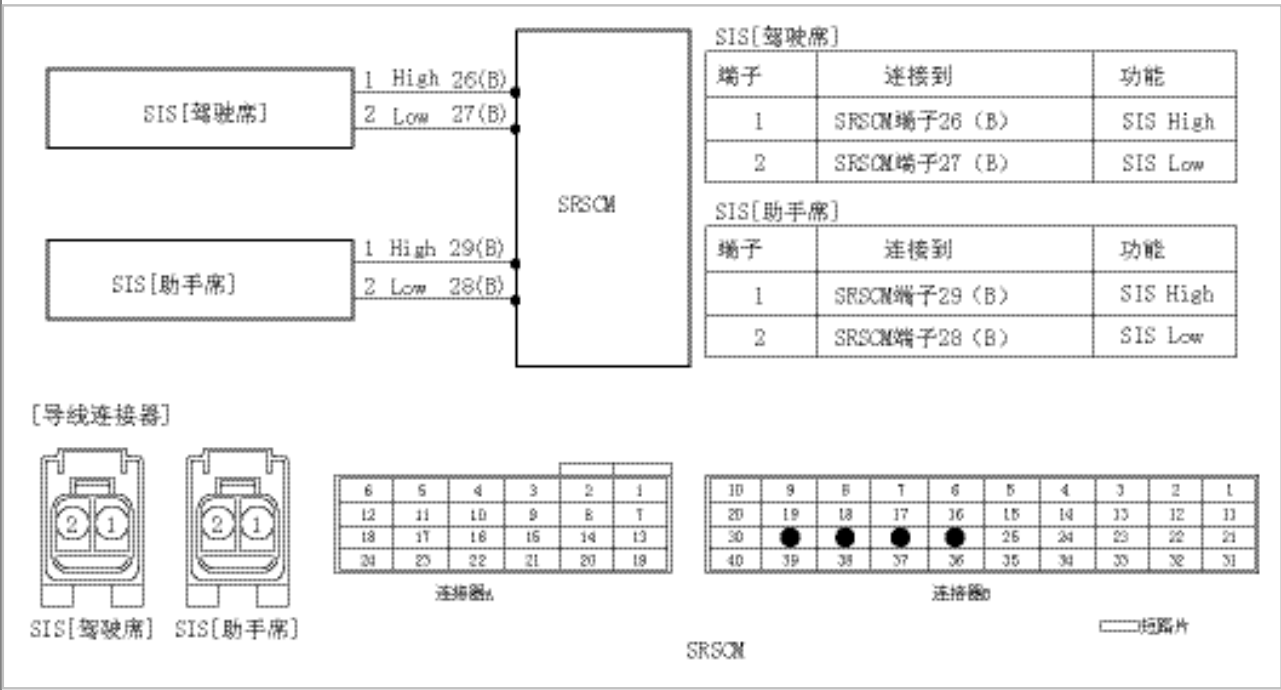 SIS[驾驶席]
1 High 26(B)
2 Low 27(B)
SRSCM
SIS[助手席]
1 High 29(B)
2 Low 28(B)
SIS[驾驶席]
端子 连接到 功能
1 SRSCM端子26（B） SIS High
2 SRSCM端子27（B） SIS Low
SIS[助手席]
端子 连接到 功能
1 SRSCM端子29（B） SIS High
2 SRSCM端子28（B） SIS Low
[导线连接器]
2 1
SIS[驾驶席]
2 1
SIS[助手席]
6 5 4 3 2 1
12 11 10 9 8 7
18 17 16 15 14 13
24 23 22 21 20 19
连接器A
10 9 8 7 6 5 4 3 2 1
20 19 18 17 16 15 14 13 12 11
30 25 24 23 22 21
40 39 38 37 36 35 34 33 32 31
连接器B
短路片
SRSCM